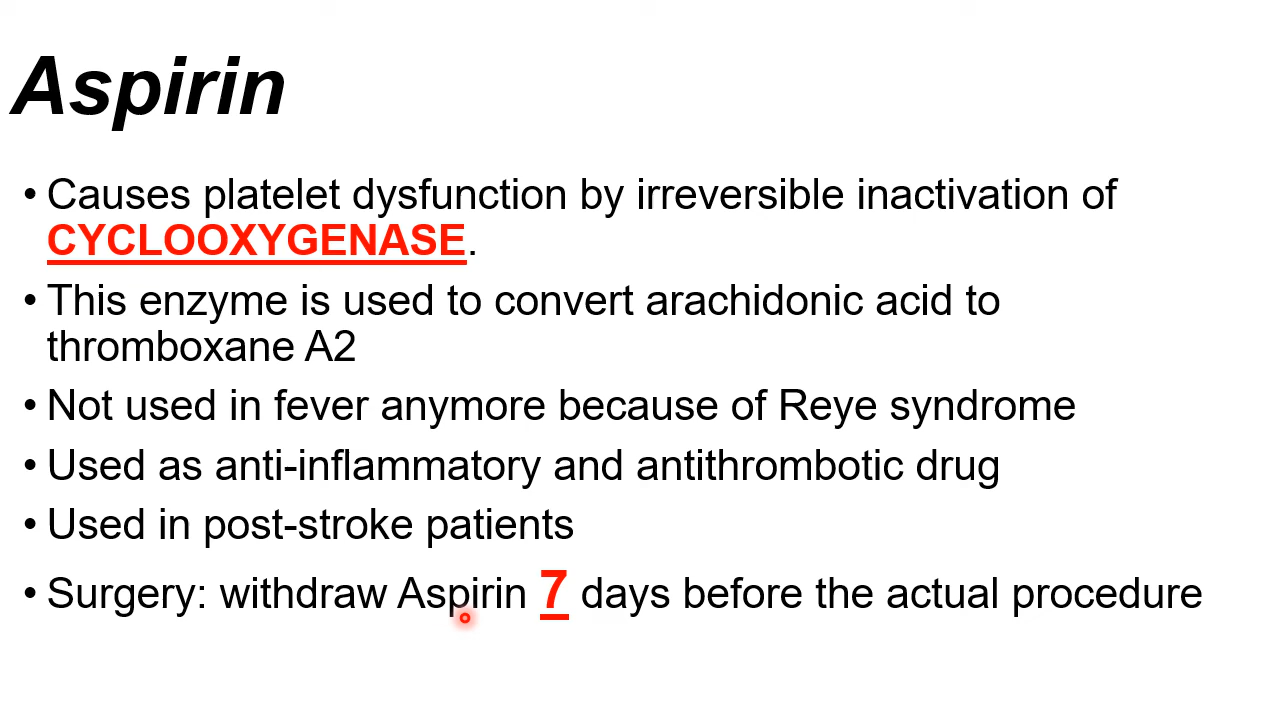 Aspirin
• Causes platelet dysfunction by irreversible inactivation of
CYCLOOXYGENASE.
• This enzyme is used to convert arachidonic acid to
thromboxane A2
• Not used in fever anymore because of Reye syndrome
• Used as anti-inflammatory and antithrombotic drug
• Used in post-stroke patients
• Surgery: withdraw Aspirin 7 days before the actual procedure